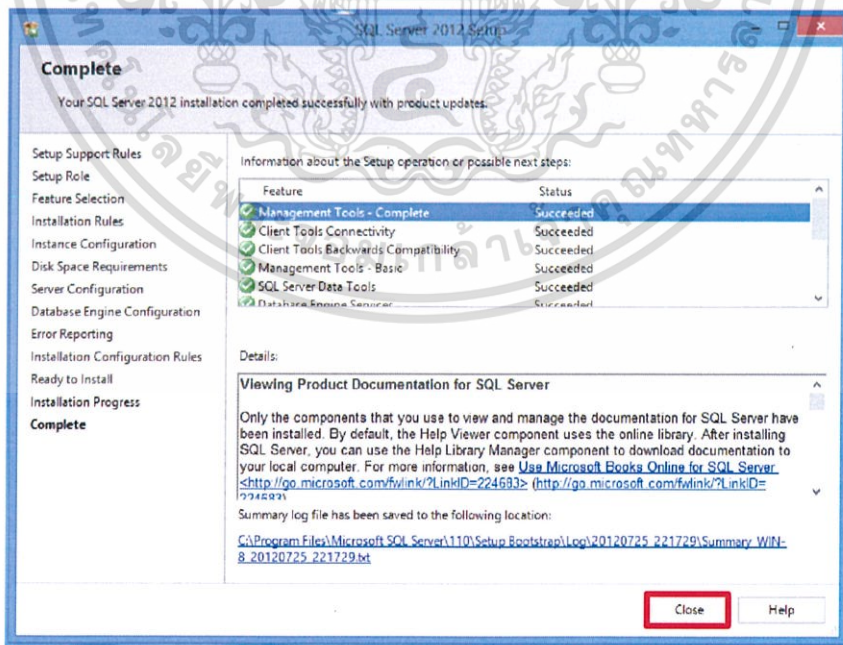 SQL Server 2012 Setup
Complete
Your SQL Server 2012 installation completed successfully with product updates.
Setup Support Rules
Setup Role
Feature Selection
Installation Rules
Instance Configuration
Disk Space Requirements
Server Configuration
Database Engine Configuration
Error Reporting
Installation Configuration Rules
Ready to Install
Installation Progress
Complete
Information about the Setup operation or possible next steps:
Feature Status
Management Tools - Complete Succeeded
Client Tools Connectivity Succeeded
Client Tools Backwards Compatibility Succeeded
Management Tools - Basic Succeeded
SQL Server Data Tools Succeeded
Database Engine Services Succeeded
Details:
Viewing Product Documentation for SQL Server
Only the components that you use to view and manage the documentation for SQL Server have
been installed. By default, the Help Viewer component uses the online library. After installing
SQL Server, you can use the Help Library Manager component to download documentation to
your local computer. For more information, see Use Microsoft Books Online for SQL Server
<http://go.microsoft.com/fwlink/?LinkID=224683> (http://go.microsoft.com/fwlink/?LinkID=
224683).
Summary log file has been saved to the following location:
C:\Program Files\Microsoft SQL Server\110\Setup Bootstrap\Log\20120725_221729\Summary_WIN-
8_20120725_221729.txt
Close Help